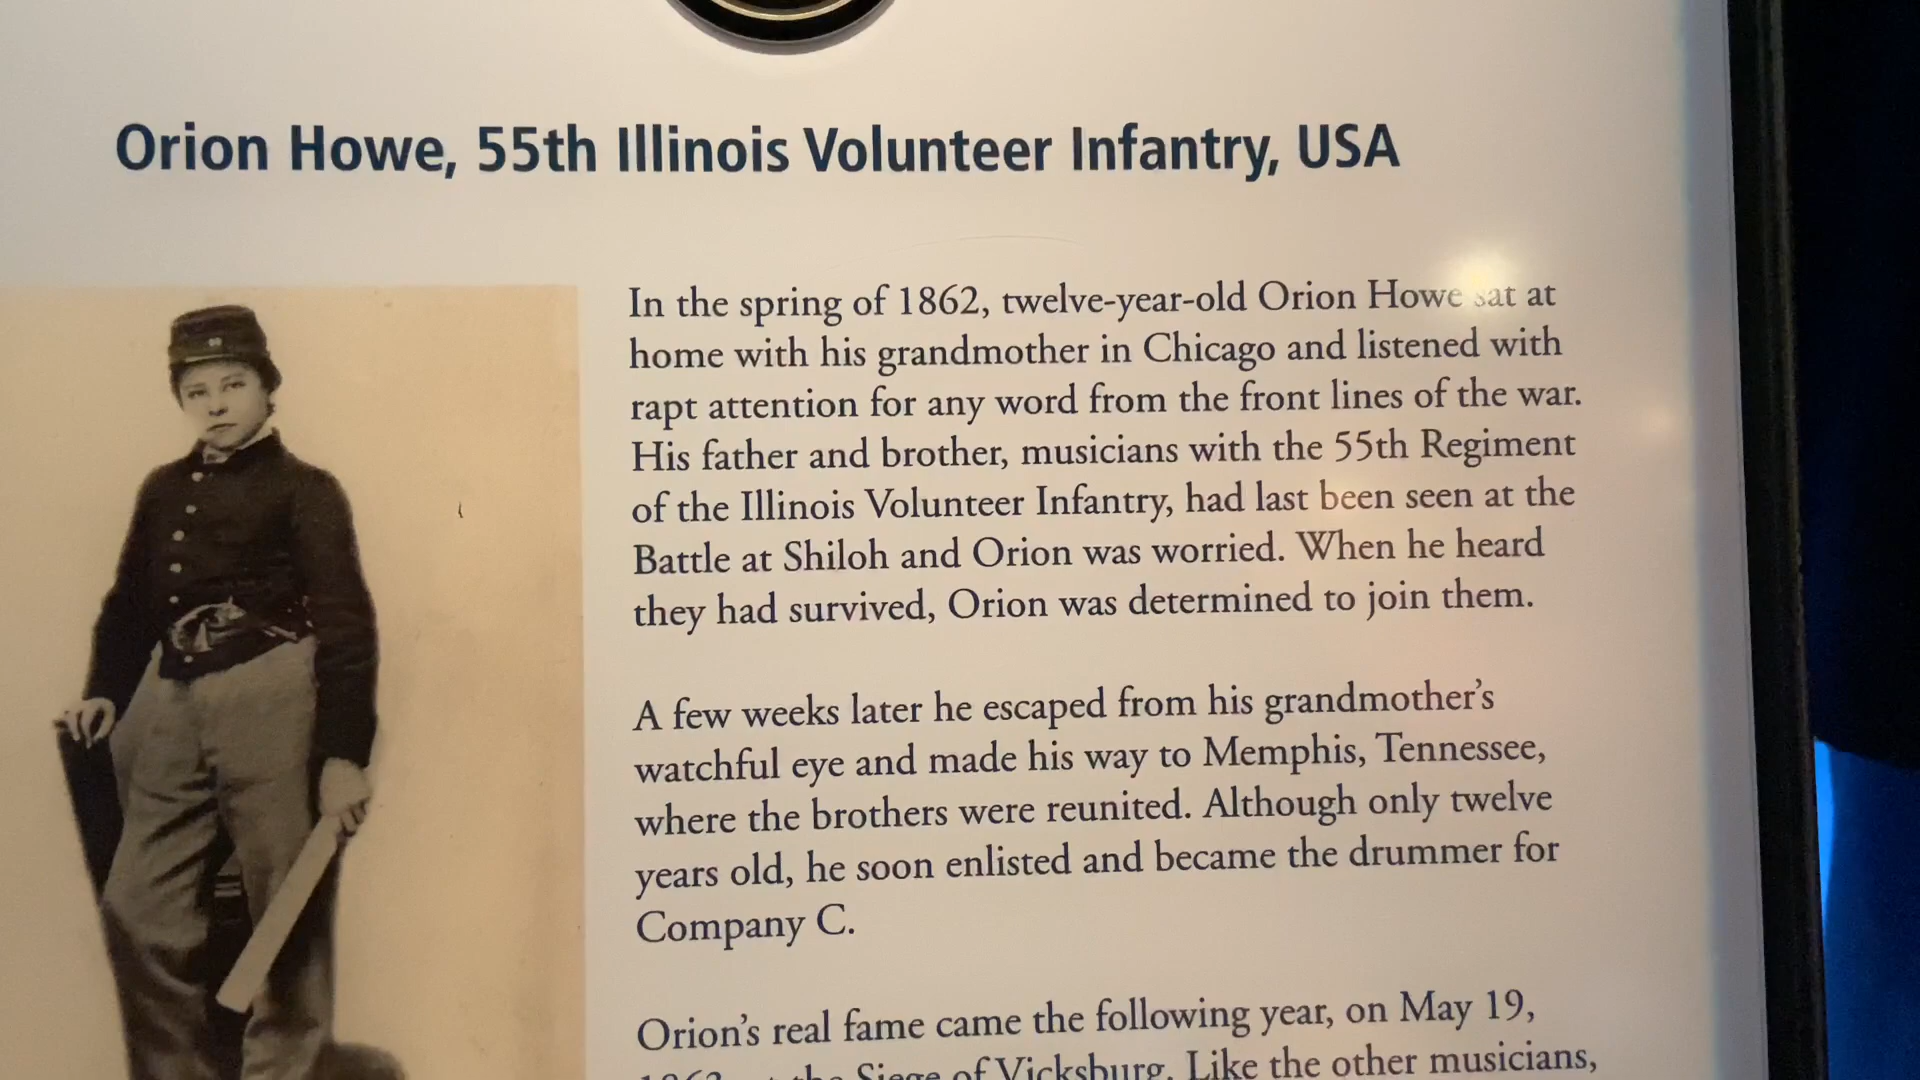 Orion Howe, 55th Illinois Volunteer Infantry, USA
In the spring of 1862, twelve-year-old Orion Howe sat at
home with his grandmother in Chicago and listened with
rapt attention for any word from the front lines of the war.
His father and brother, musicians with the 55th Regiment
of the Illinois Volunteer Infantry, had last been seen at the
Battle at Shiloh and Orion was worried. When he heard
they had survived, Orion was determined to join them.
A few weeks later he escaped from his grandmother’s
watchful eye and made his way to Memphis, Tennessee,
where the brothers were reunited. Although only twelve
years old, he soon enlisted and became the drummer for
Company C.
Orion’s real fame came the following year, on May 19,
the Siege of Vicksburg. Like the other musicians,